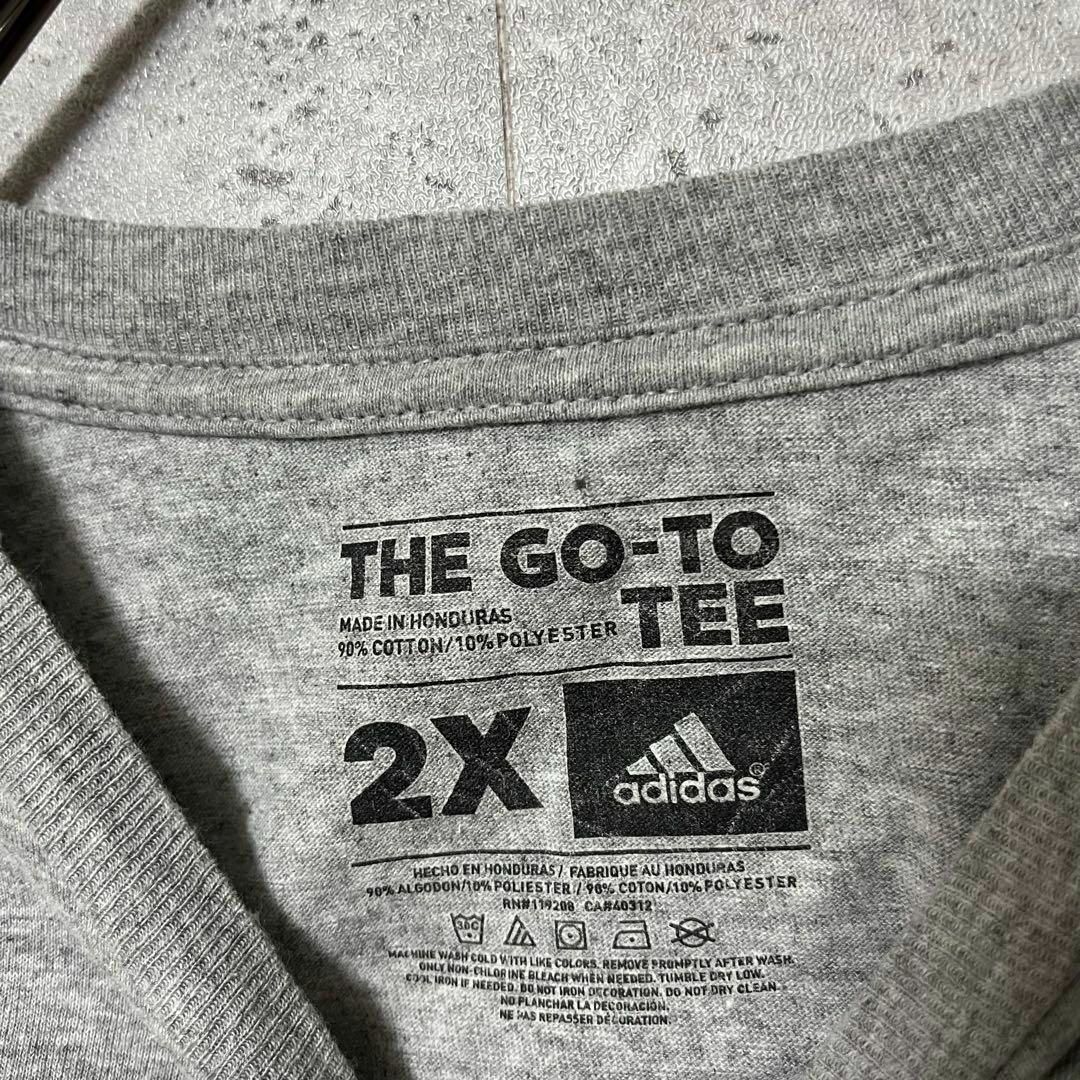 THE GO-TO
TEE
MADE IN HONDURAS
90% COTTON/10% POLYESTER
2X
adidas®
HECHO EN HONDURAS / FABRIQUE AU HONDURAS
90% ALGODON/10% POLIESTER / 90% COTON/10% POLYESTER
RN#119208 CA#40312
30C
MACHINE WASH COLD WITH LIKE COLORS. REMOVE PROMPTLY AFTER WASH.
ONLY NON-CHLORINE BLEACH WHEN NEEDED. TUMBLE DRY LOW.
COOL IRON IF NEEDED. DO NOT IRON DECORATION. DO NOT DRY CLEAN.
NO PLANCHAR LA DECORACIÓN.
NE PAS REPASSER DÉCORATION.